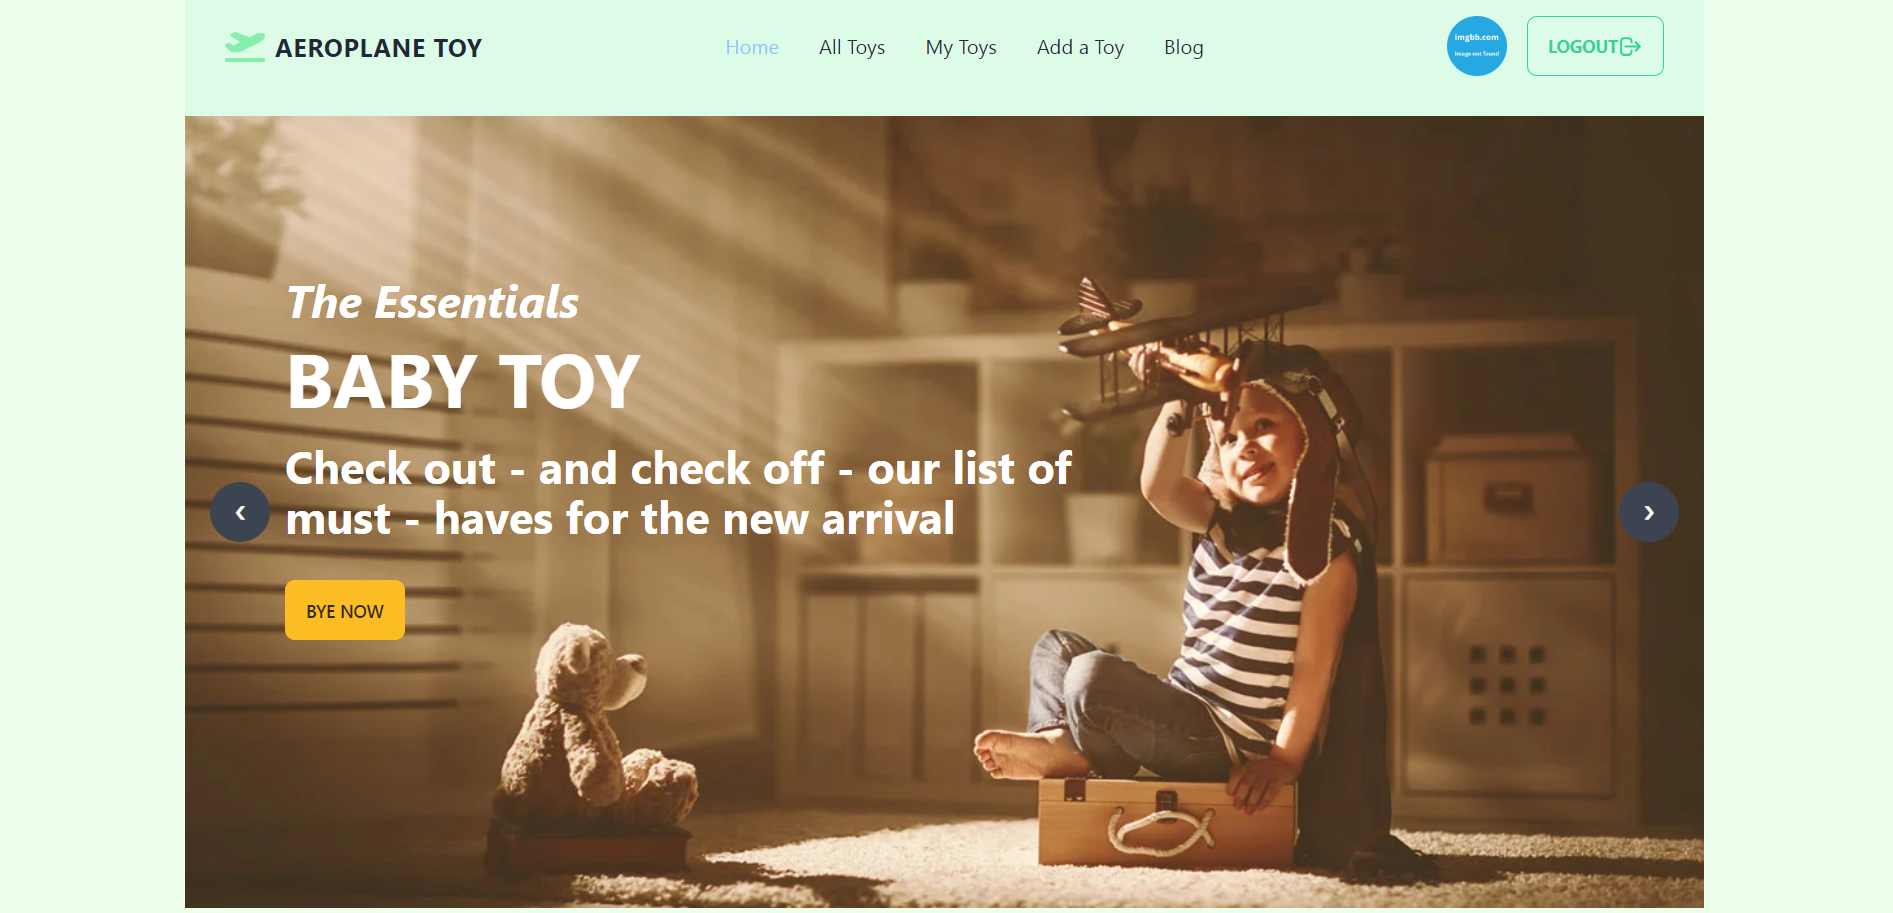 AEROPLANE TOY
Home All Toys My Toys Add a Toy Blog
imgbb.com
image not found
LOGOUT
The Essentials
BABY TOY
Check out - and check off - our list of
must - haves for the new arrival
BYE NOW